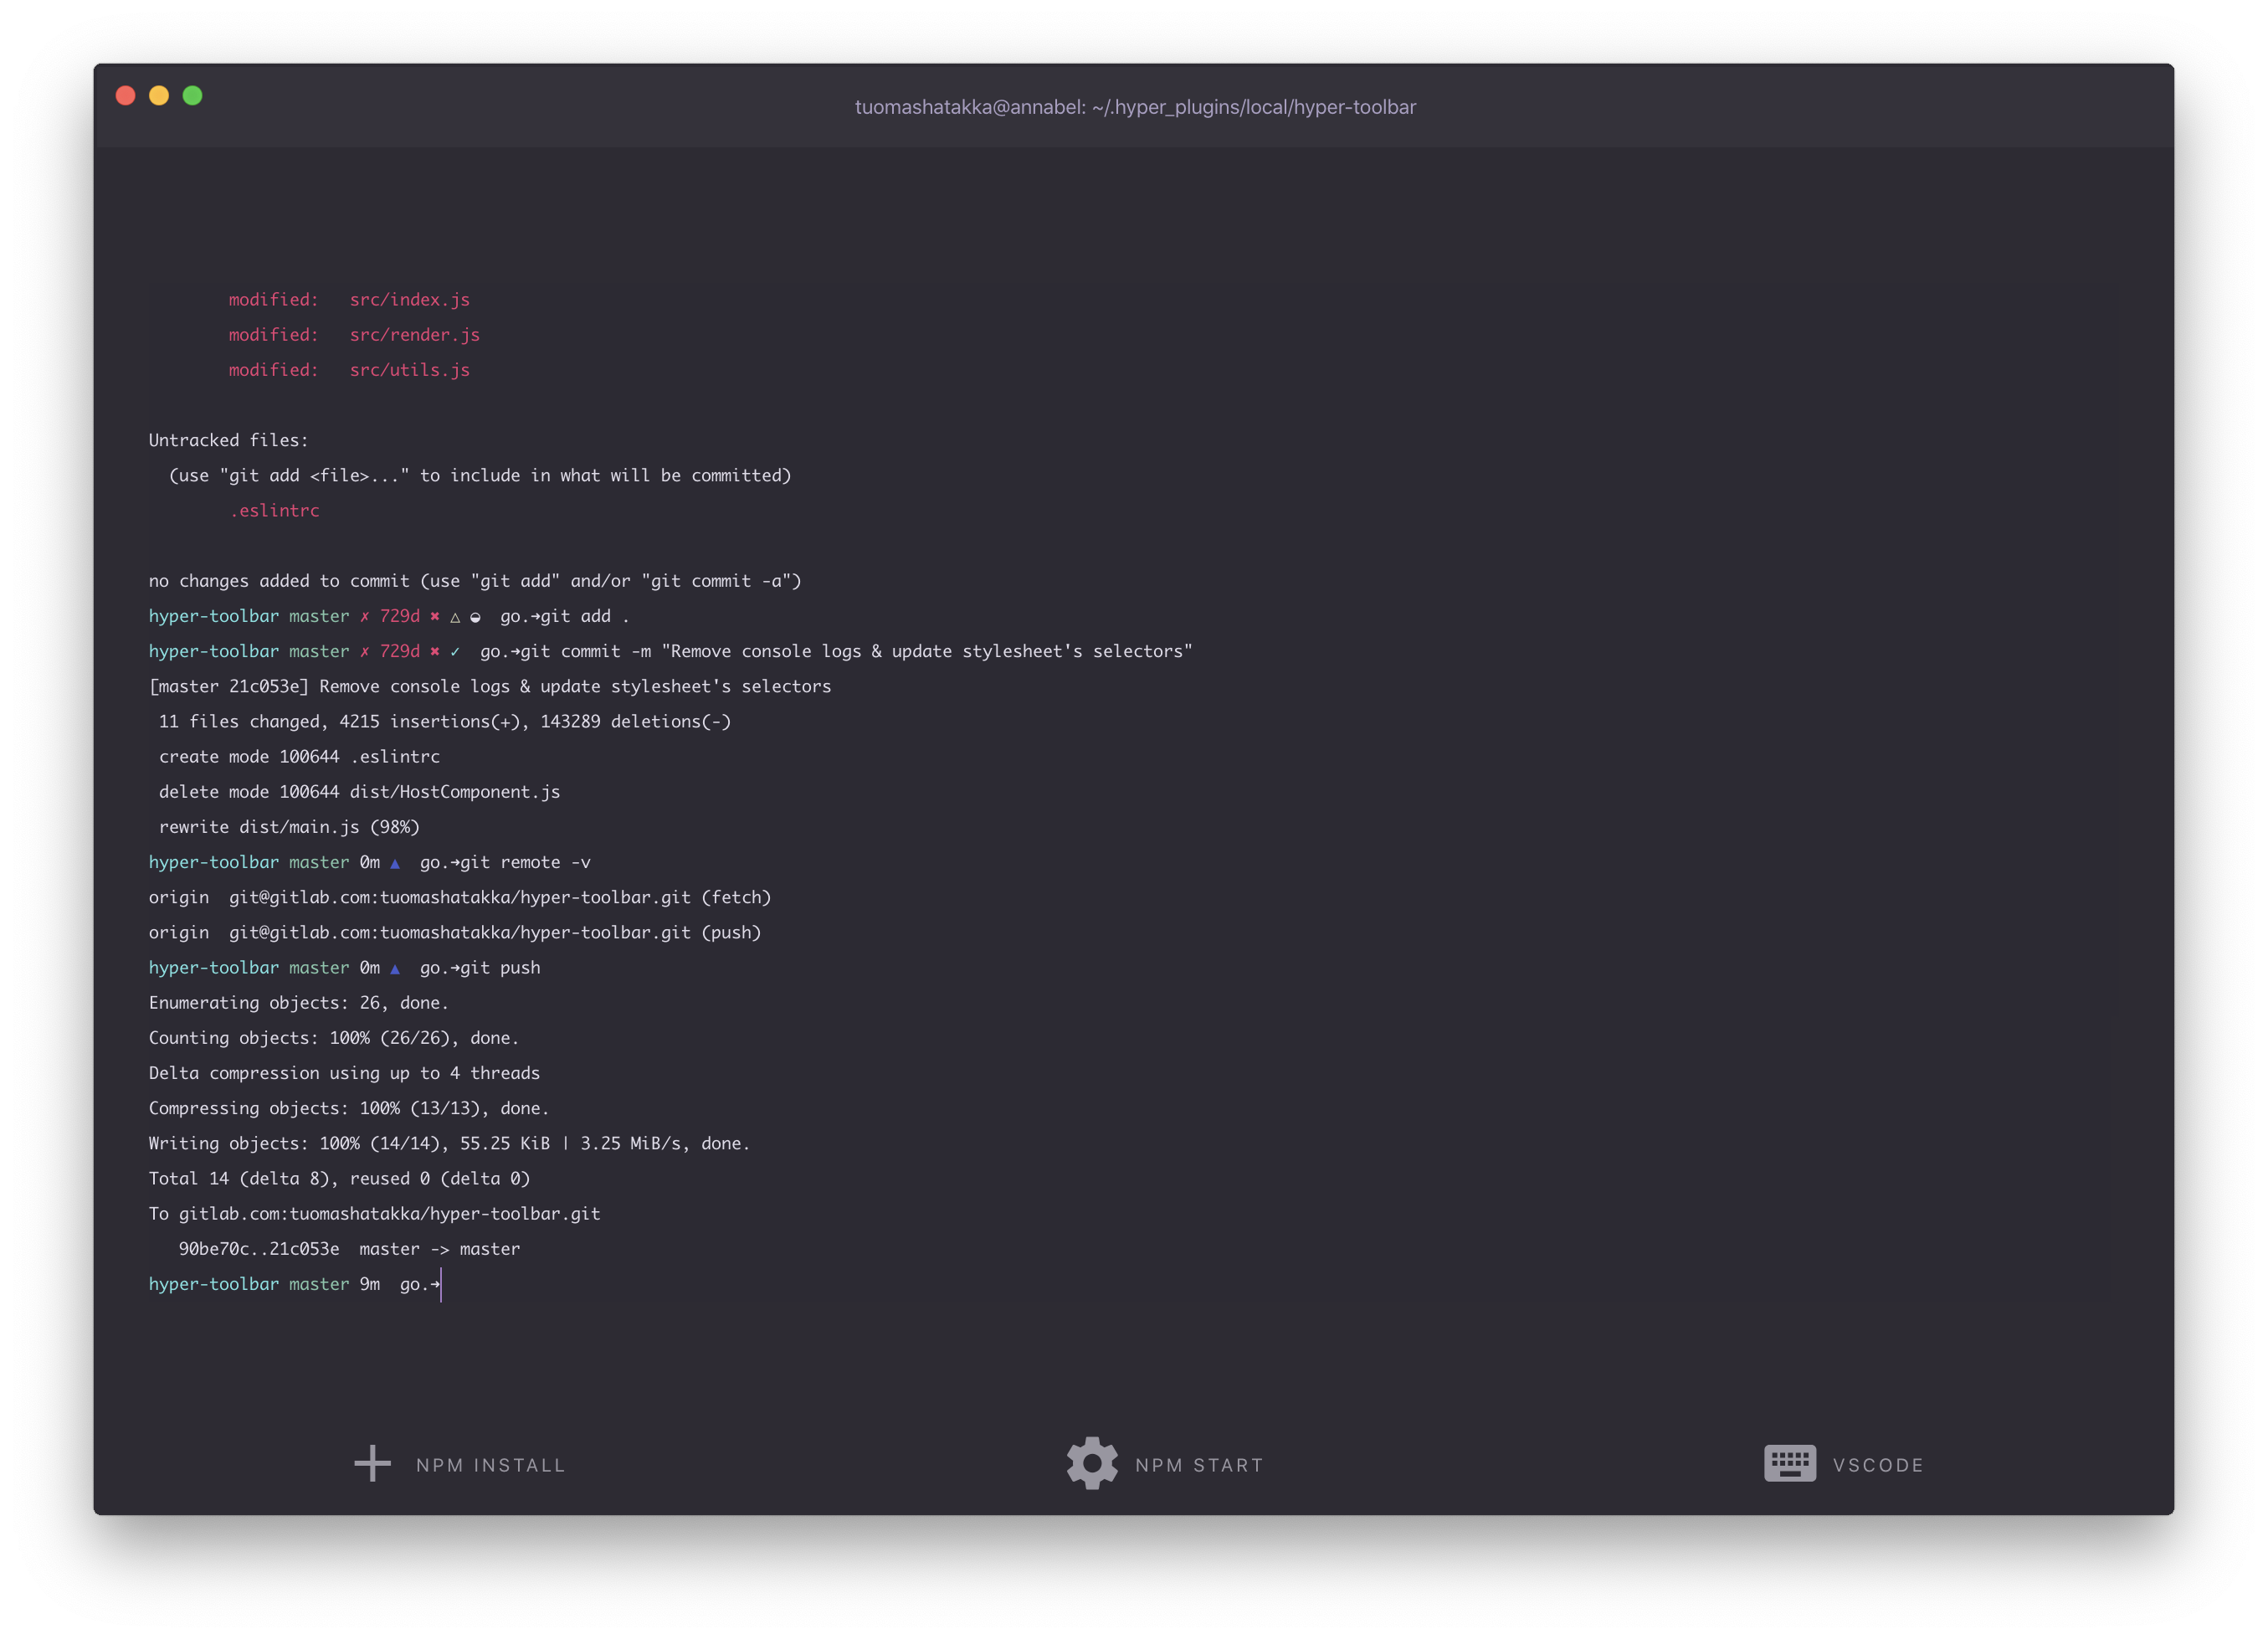 tuomashatakka@annabel: ~/.hyper_plugins/local/hyper-toolbar
modified:   src/index.js
modified:   src/render.js
modified:   src/utils.js
Untracked files:
(use "git add <file>..." to include in what will be committed)
.eslintrc
no changes added to commit (use "git add" and/or "git commit -a")
hyper-toolbar master ✗ 729d ✖ △ ◒  go.➜git add .
hyper-toolbar master ✗ 729d ✖ ✓  go.➜git commit -m "Remove console logs & update stylesheet's selectors"
[master 21c053e] Remove console logs & update stylesheet's selectors
11 files changed, 4215 insertions(+), 143289 deletions(-)
create mode 100644 .eslintrc
delete mode 100644 dist/HostComponent.js
rewrite dist/main.js (98%)
hyper-toolbar master 0m ▲  go.➜git remote -v
origin  git@gitlab.com:tuomashatakka/hyper-toolbar.git (fetch)
origin  git@gitlab.com:tuomashatakka/hyper-toolbar.git (push)
hyper-toolbar master 0m ▲  go.➜git push
Enumerating objects: 26, done.
Counting objects: 100% (26/26), done.
Delta compression using up to 4 threads
Compressing objects: 100% (13/13), done.
Writing objects: 100% (14/14), 55.25 KiB | 3.25 MiB/s, done.
Total 14 (delta 8), reused 0 (delta 0)
To gitlab.com:tuomashatakka/hyper-toolbar.git
90be70c..21c053e  master -> master
hyper-toolbar master 9m  go.➜
NPM INSTALL
NPM START
VSCODE